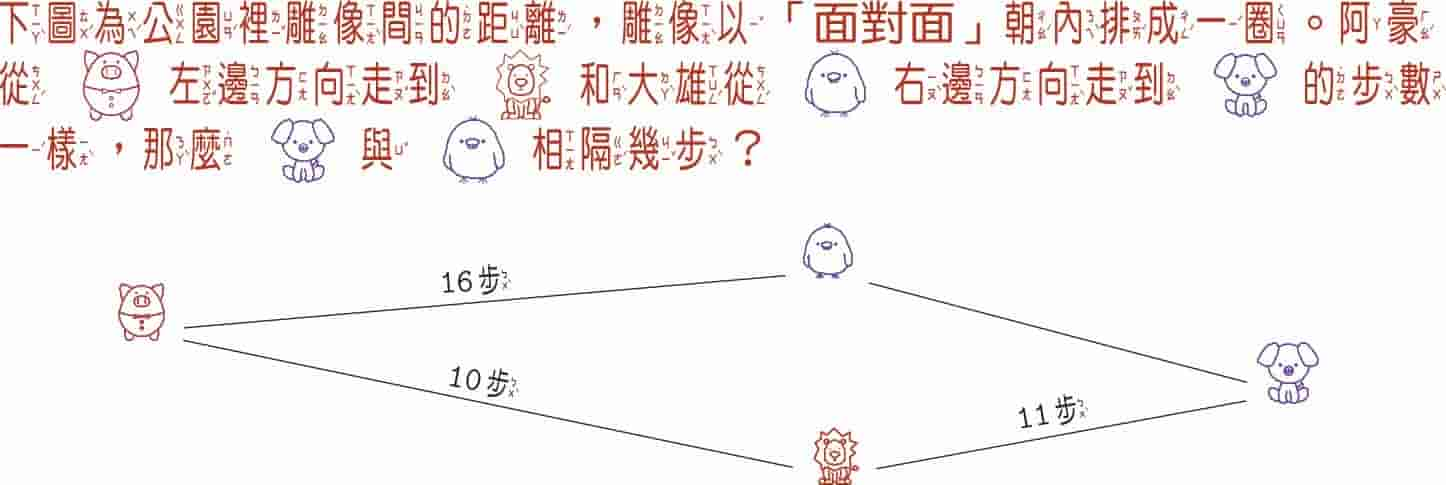 下圖為公園裡雕像間的距離，雕像以「面對面」朝內排成一圈。阿豪
從 左邊方向走到 和大雄從 右邊方向走到 的步數
一樣，那麼 與 相隔幾步？
16步
10步
11步